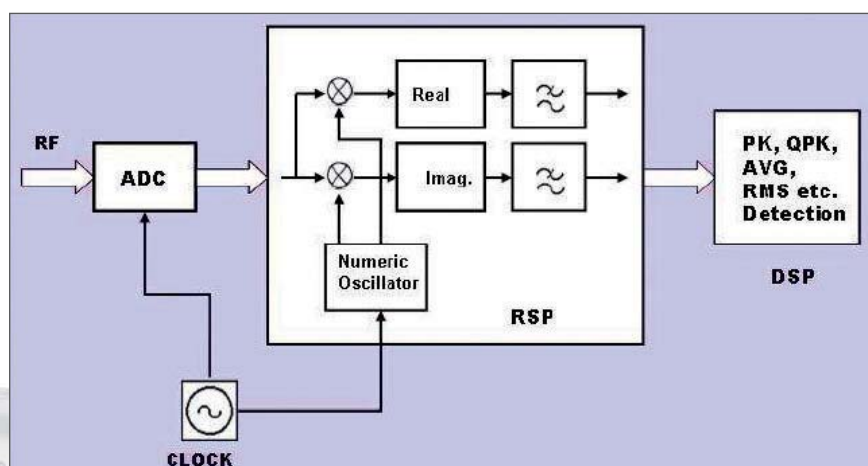 RF
ADC
Real
Imag.
Numeric
Oscillator
RSP
PK, QPK,
AVG,
RMS etc.
Detection
DSP
CLOCK